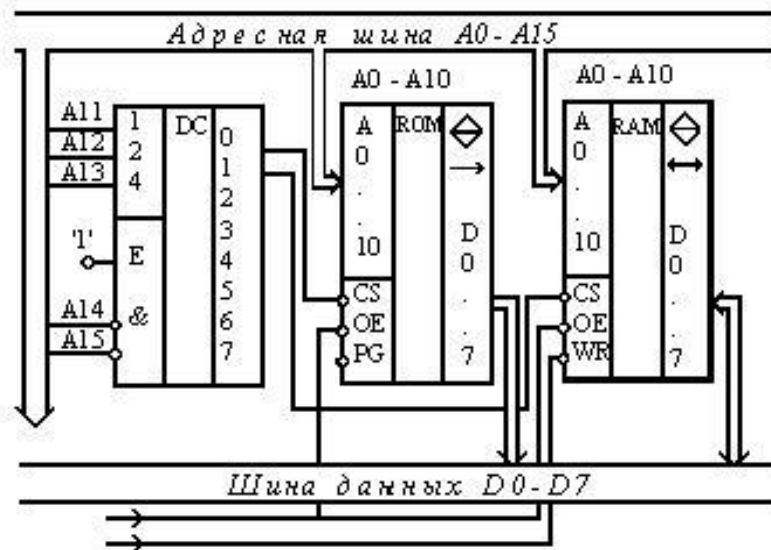 Адресная шина A0-A15
A0 - A10
A0 - A10
A11
A12
A13
'1'
A14
A15
1
2
4
E
&
DC
0
1
2
3
4
5
6
7
A
0
.
.
10
CS
OE
PG
ROM
D
0
.
.
7
A
0
.
.
10
CS
OE
WR
RAM
D
0
.
.
7
Шина данных D0-D7